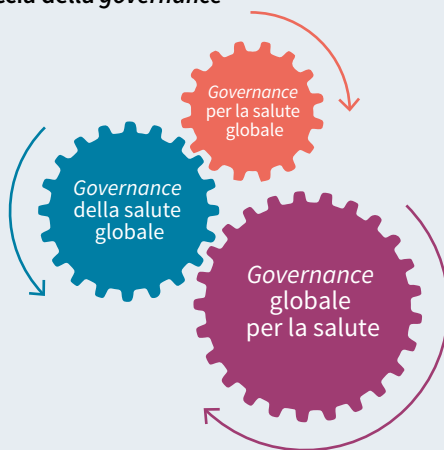 della governance
Governance
per la salute
globale
Governance
della salute
globale
Governance
globale
per la salute